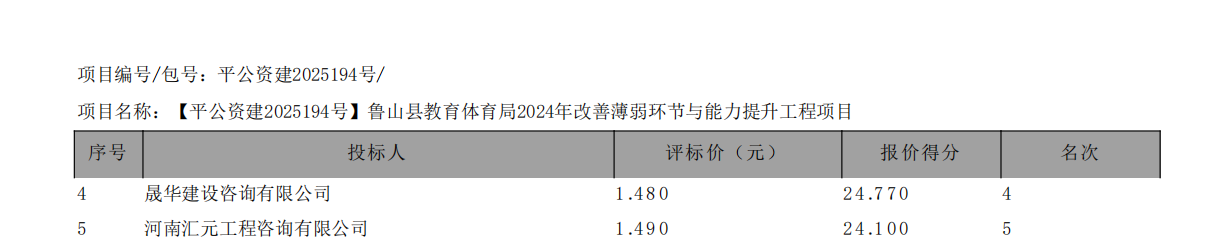 项目编号/包号：平公资建2025194号/
项目名称：【平公资建2025194号】鲁山县教育体育局2024年改善薄弱环节与能力提升工程项目
序号 投标人 评标价（元） 报价得分 名次
4 晟华建设咨询有限公司 1.480 24.770 4
5 河南汇元工程咨询有限公司 1.490 24.100 5